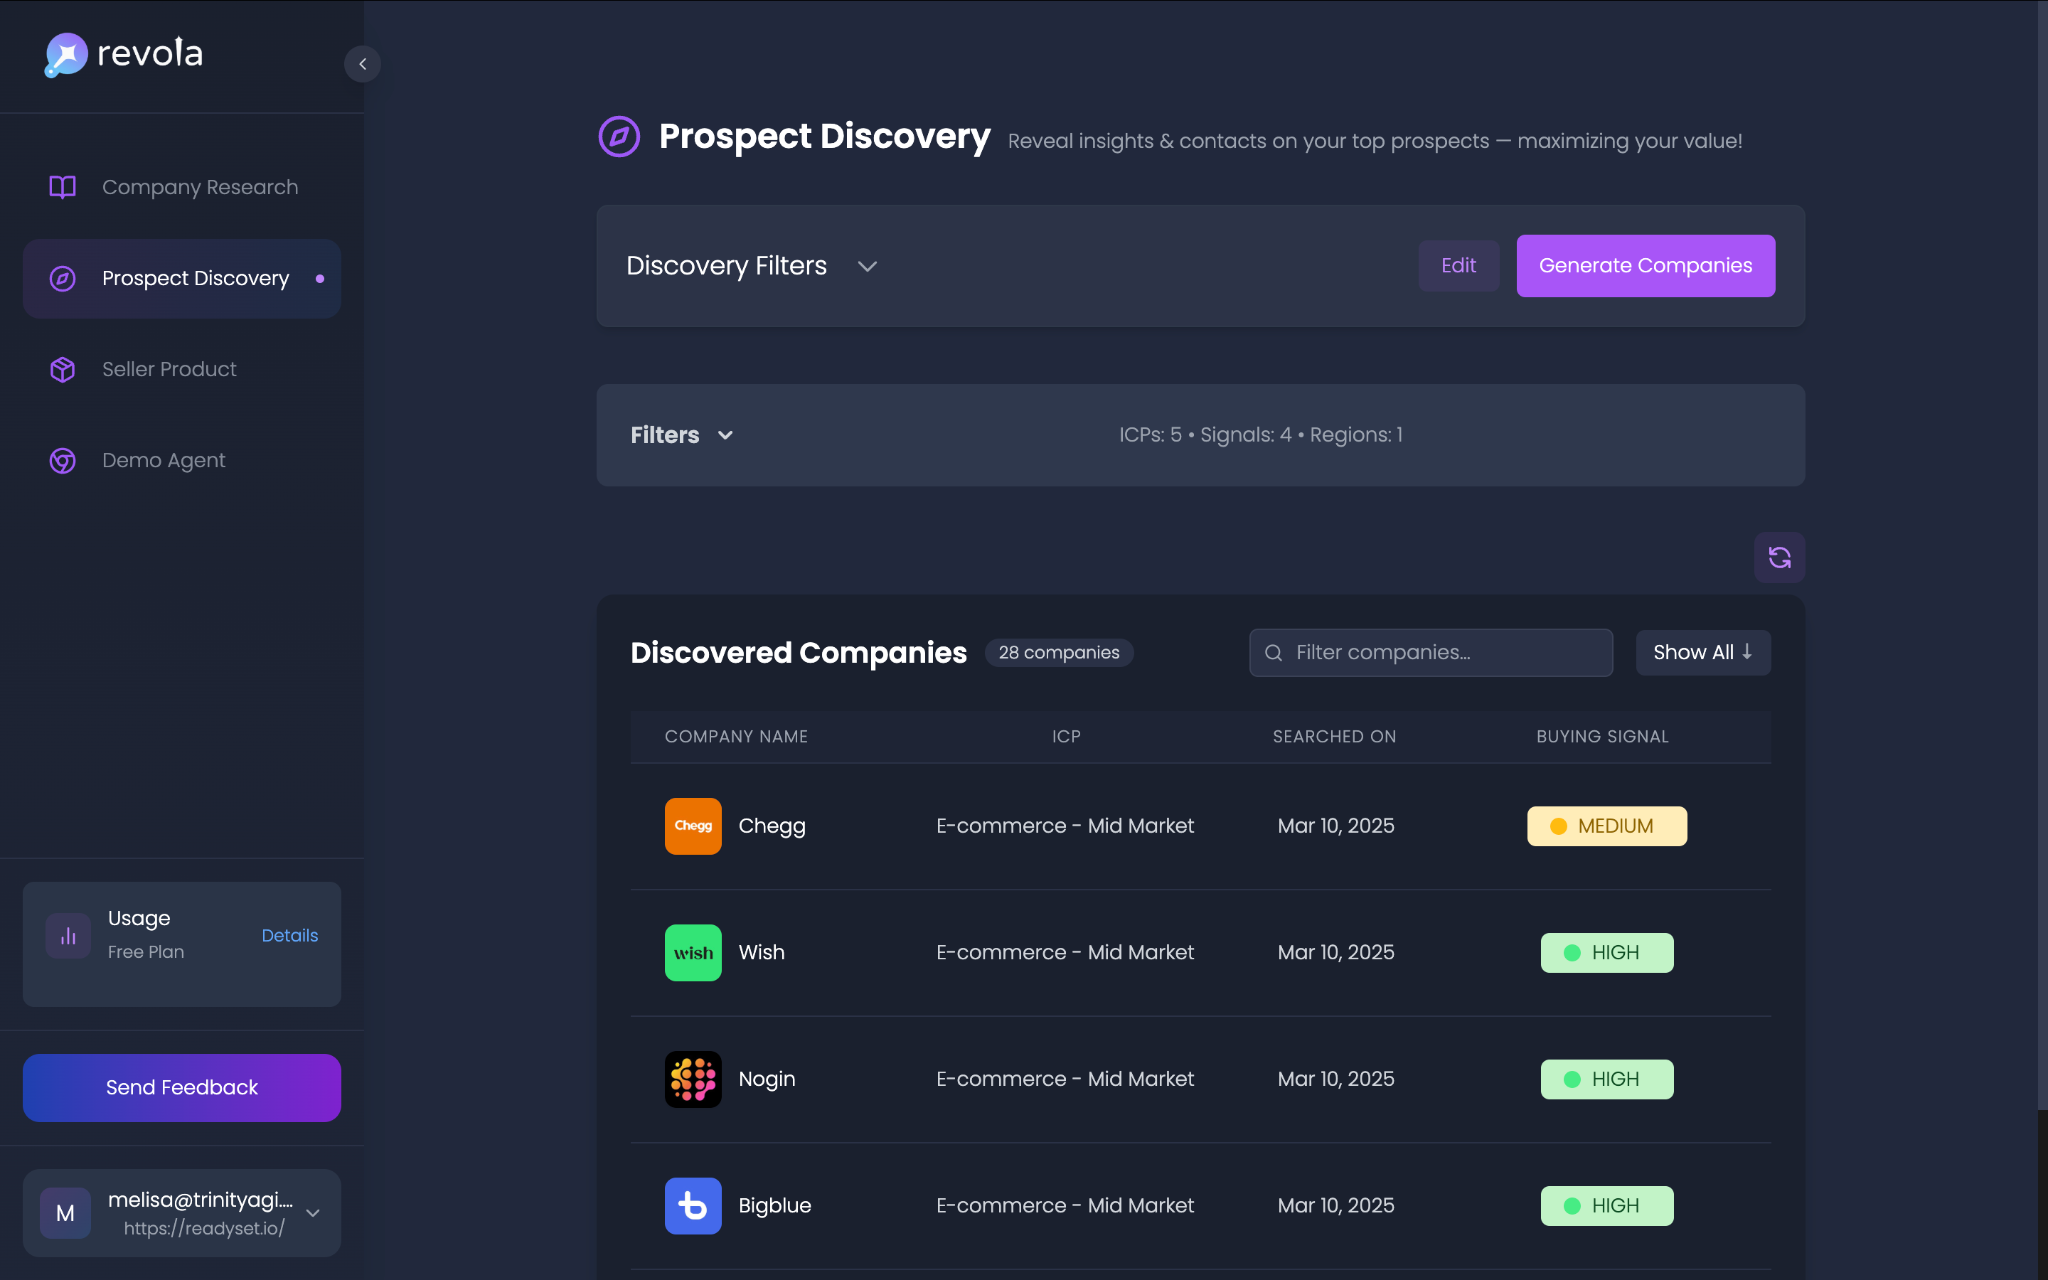 revola
Company Research
Prospect Discovery
Seller Product
Demo Agent
Usage
Free Plan
Details
Send Feedback
M
melisa@trinityagi....
https://readyset.io/
Prospect Discovery
Reveal insights & contacts on your top prospects — maximizing your value!
Discovery Filters
Edit
Generate Companies
Filters
ICPs: 5 • Signals: 4 • Regions: 1
Discovered Companies
28 companies
Filter companies...
Show All ↓
COMPANY NAME ICP SEARCHED ON BUYING SIGNAL
Chegg Chegg E-commerce - Mid Market Mar 10, 2025 MEDIUM
wish Wish E-commerce - Mid Market Mar 10, 2025 HIGH
Nogin E-commerce - Mid Market Mar 10, 2025 HIGH
b Bigblue E-commerce - Mid Market Mar 10, 2025 HIGH